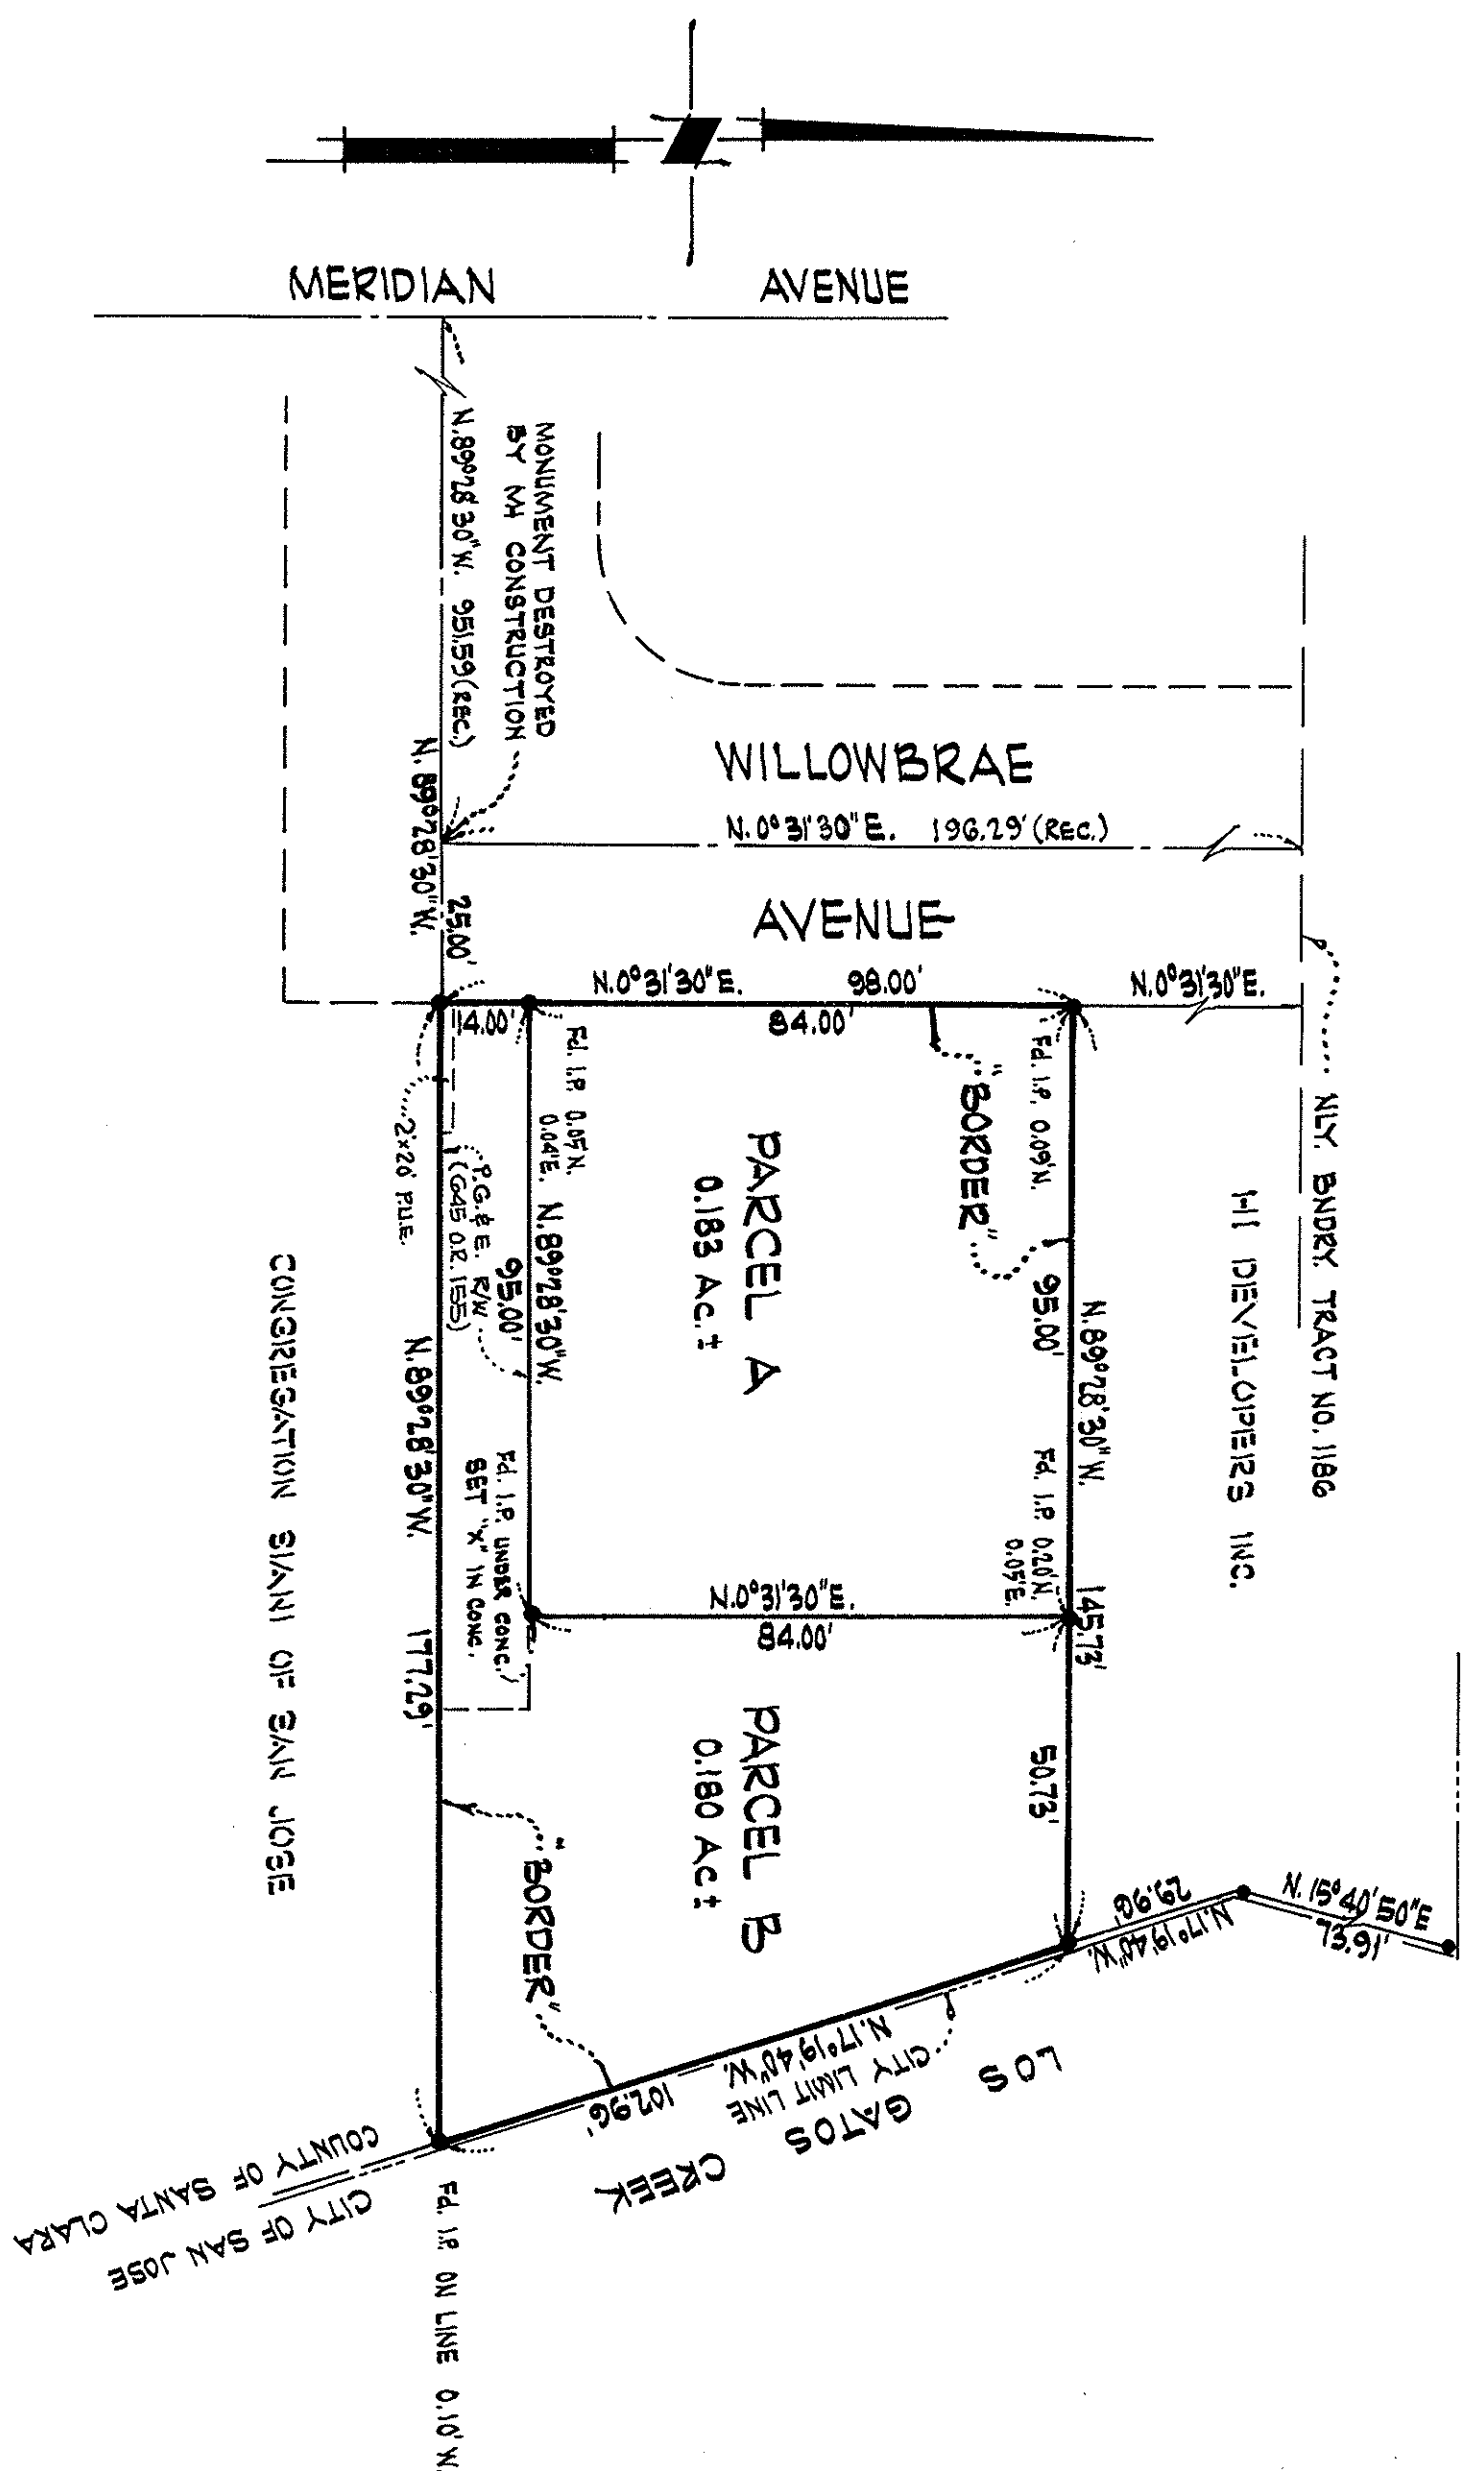 MERIDIAN AVENUE
N.89°28'30"W. 951.59 (REC.)
MONUMENT DESTROYED
BY MH CONSTRUCTION
N. 89°28'30"W.
25.00'
WILLOWBRAE
N. 0°31'30"E. 196.29' (REC.)
AVENUE
N.0°31'30"E. 98.00'
N.0°31'30"E.
14.00'
84.00'
NLY. BNDRY. TRACT NO. 1186
HI DEVELOPERS INC.
Fd. I.P. 0.05'N.
0.04'E.
N.89°28'30"W.
95.00'
Fd. I.P. 0.09'N.
"BORDER"
PARCEL A
0.183 Ac.±
95.00'
N.89°28'30"W.
145.73'
2'x20' P.U.E.
P.G.& E. R/W
(645 O.R. 155)
Fd. I.P. UNDER CONC.
SET "X" IN CONC.
Fd. I.P. 0.20'N.
0.05'E.
N.0°31'30"E.
84.00'
N.89°28'30"W. 177.29'
CONGREGATION SIANI OF SAN JOSE
PARCEL B
0.180 Ac±
50.73'
"BORDER"
29.96'
N.17°19'40"W.
N. 15°40'50"E
73.91'
102.96'
N.17°19'40"W.
CITY LIMIT LINE
LOS GATOS CREEK
COUNTY OF SANTA CLARA
CITY OF SAN JOSE
Fd. I.P. ON LINE 0.10'W.